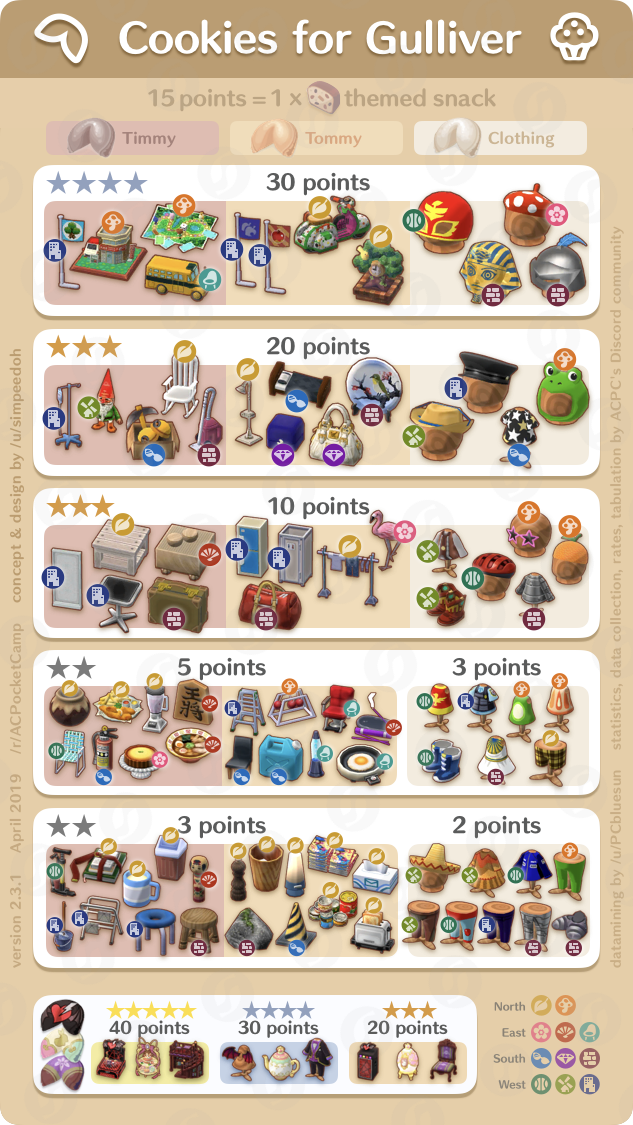 Cookies for Gulliver
15 points = 1 × themed snack
Timmy
Tommy
Clothing
30 points
20 points
10 points
5 points
3 points
3 points
2 points
40 points
30 points
20 points
North
East
South
West
王將
version 2.3.1 April 2019 /r/ACPocketCamp concept & design by /u/simpeedoh
datamining by /u/PCbluesun statistics, data collection, rates, tabulation by ACPC's Discord community